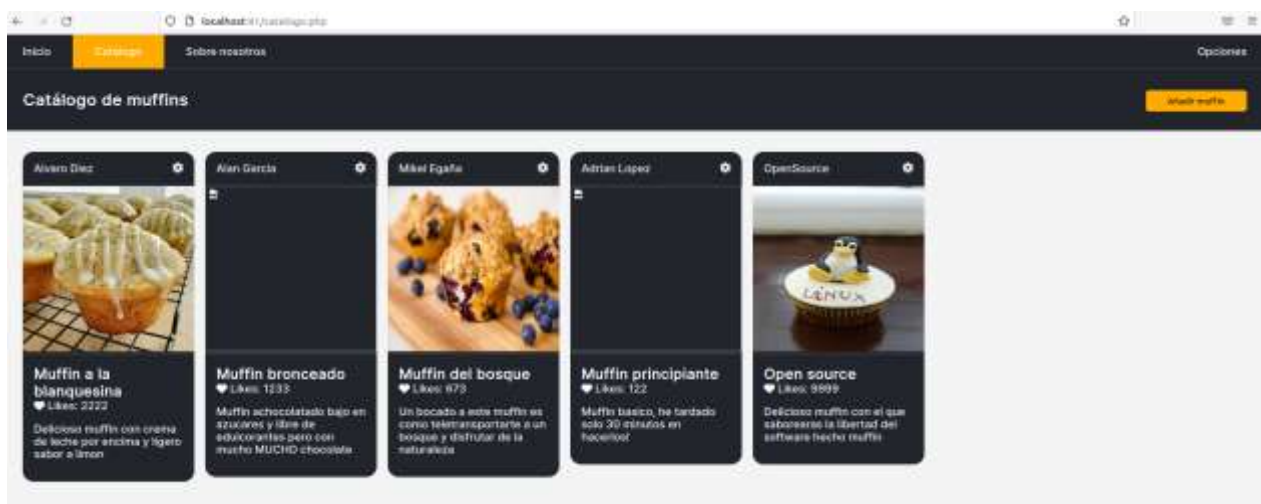 localhost:81/catalogo.php
Inicio
Catálogo
Sobre nosotros
Opciones
Catálogo de muffins
Añadir muffin
Alvaro Diez
Alan García
Mikel Egaña
Adrian Lopez
OpenSource
LINUX
Muffin a la
blanquesina
Likes: 2222
Delicioso muffin con crema
de leche por encima y ligero
sabor a limon
Muffin bronceado
Likes: 1233
Muffin achocolatado bajo en
azucares y libre de
edulcorantes pero con
mucho MUCHO chocolate
Muffin del bosque
Likes: 673
Un bocado a este muffin es
como teletransportarte a un
bosque y disfrutar de la
naturaleza
Muffin principiante
Likes: 122
Muffin basico, he tardado
solo 30 minutos en
hacerlos!
Open source
Likes: 9999
Delicioso muffin con el que
saborearas la libertad del
software hecho muffin